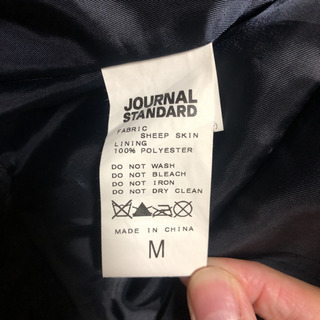 JOURNAL
STANDARD
FABRIC
SHEEP SKIN
LINING
100% POLYESTER
DO NOT WASH
DO NOT BLEACH
DO NOT IRON
DO NOT DRY CLEAN
MADE IN CHINA
M